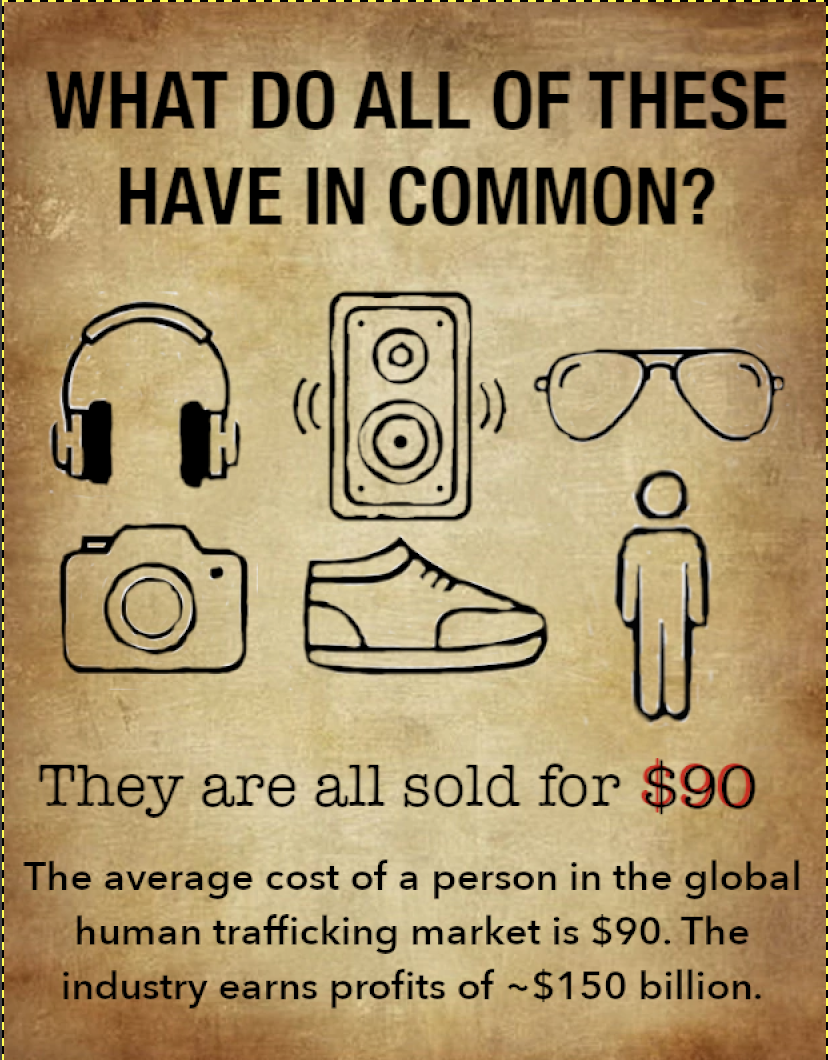 WHAT DO ALL OF THESE
HAVE IN COMMON?
They are all sold for $90
The average cost of a person in the global
human trafficking market is $90. The
industry earns profits of ~$150 billion.